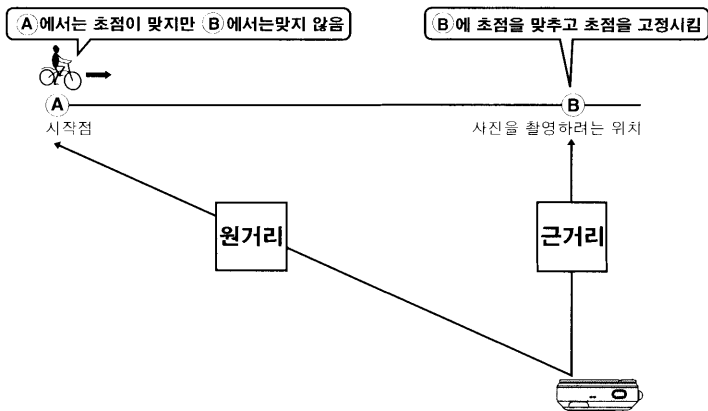 Ⓐ에서는 초점이 맞지만 Ⓑ에서는맞지 않음
Ⓑ에 초점을 맞추고 초점을 고정시킴
Ⓐ
Ⓑ
시작점
사진을 촬영하려는 위치
원거리
근거리